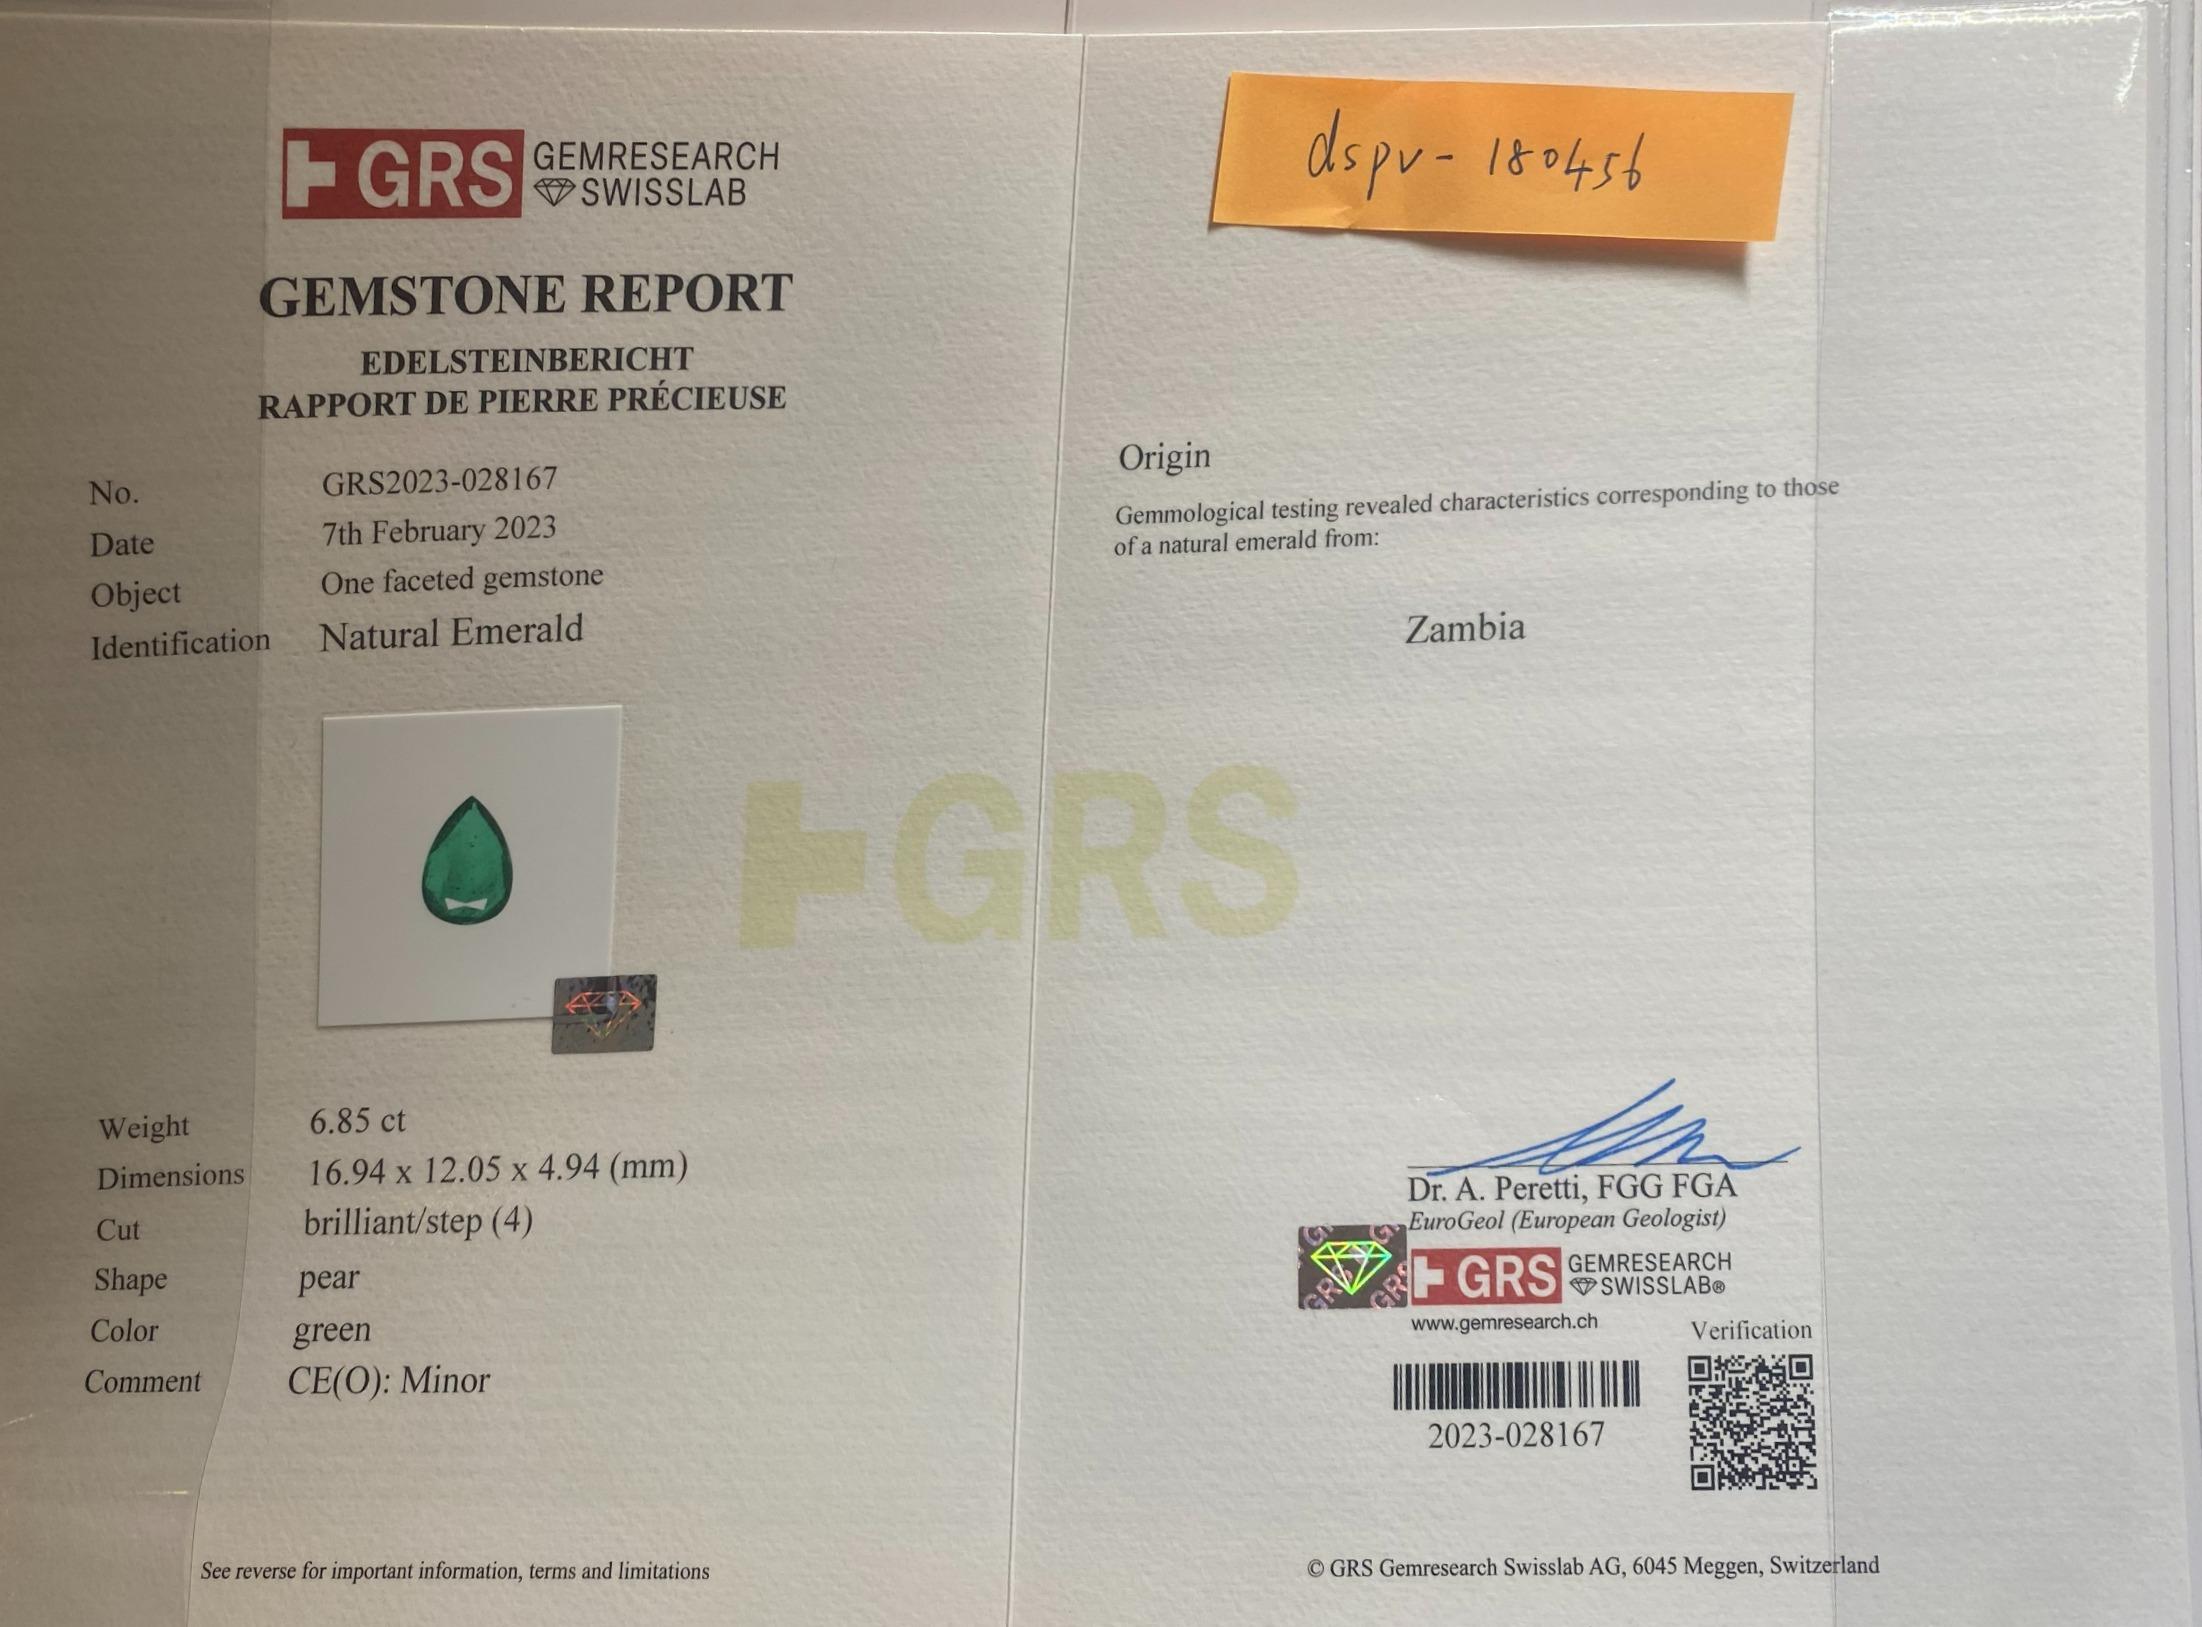 GRS GEMRESEARCH
SWISSLAB
GEMSTONE REPORT
EDELSTEINBERICHT
RAPPORT DE PIERRE PRÉCIEUSE
No. GRS2023-028167
Date 7th February 2023
Object One faceted gemstone
Identification Natural Emerald
Weight 6.85 ct
Dimensions 16.94 x 12.05 x 4.94 (mm)
Cut brilliant/step (4)
Shape pear
Color green
Comment CE(O): Minor
See reverse for important information, terms and limitations
GRS
dspv-180456
Origin
Gemmological testing revealed characteristics corresponding to those
of a natural emerald from:
Zambia
Dr. A. Peretti, FGG FGA
EuroGeol (European Geologist)
GRS GEMRESEARCH
SWISSLAB®
www.gemresearch.ch
Verification
2023-028167
© GRS Gemresearch Swisslab AG, 6045 Meggen, Switzerland